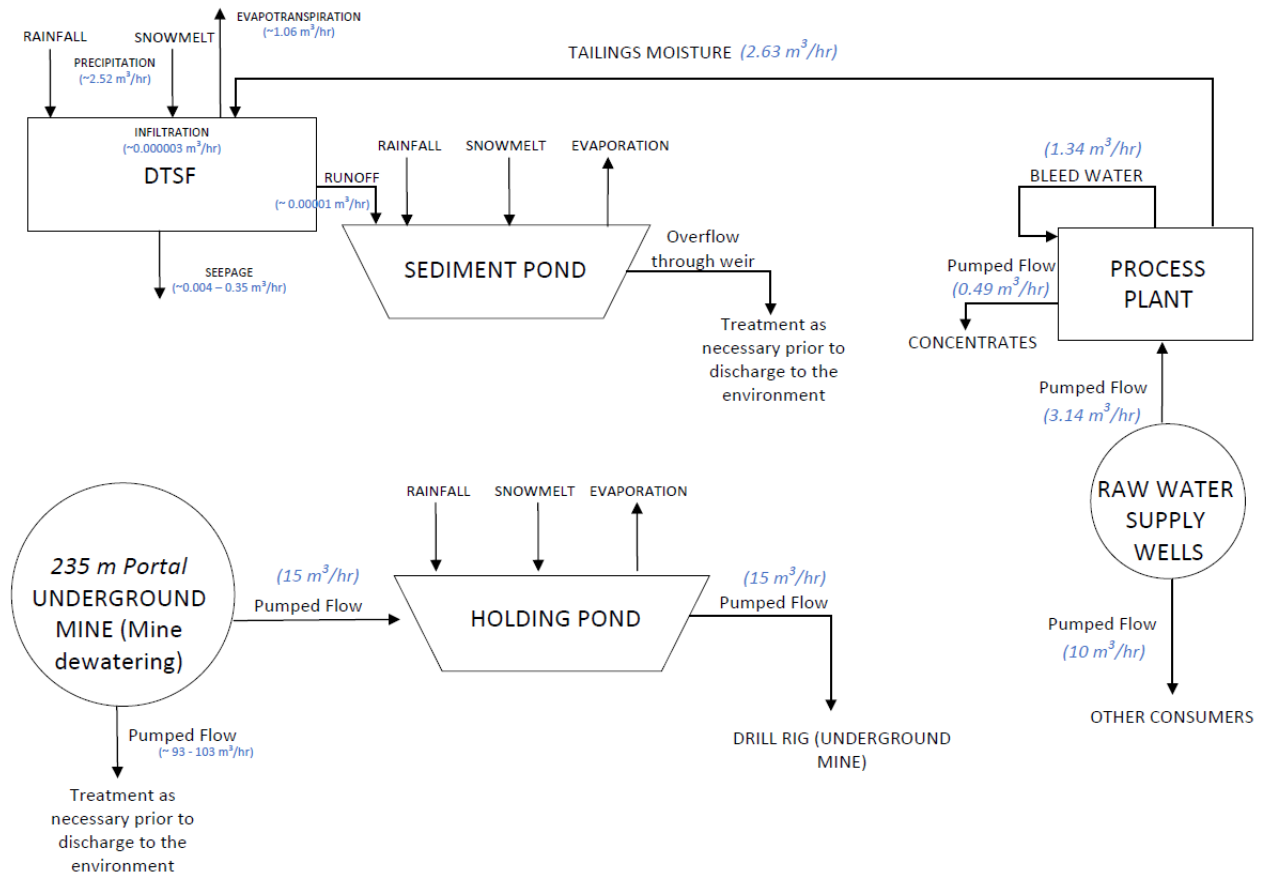 EVAPOTRANSPIRATION
(~1.06 m³/hr)
RAINFALL
SNOWMELT
PRECIPITATION
(~2.52 m³/hr)
TAILINGS MOISTURE (2.63 m³/hr)
INFILTRATION
(~0.000003 m³/hr)
DTSF
RUNOFF
(~ 0.00001 m³/hr)
RAINFALL
SNOWMELT
EVAPORATION
(1.34 m³/hr)
BLEED WATER
SEEPAGE
(~0.004 – 0.35 m³/hr)
SEDIMENT POND
Overflow
through weir
Pumped Flow
(0.49 m³/hr)
PROCESS
PLANT
Treatment as
necessary prior to
discharge to the
environment
CONCENTRATES
Pumped Flow
(3.14 m³/hr)
RAINFALL
SNOWMELT
EVAPORATION
RAW WATER
SUPPLY
WELLS
235 m Portal
UNDERGROUND
MINE (Mine
dewatering)
(15 m³/hr)
Pumped Flow
HOLDING POND
(15 m³/hr)
Pumped Flow
Pumped Flow
(10 m³/hr)
OTHER CONSUMERS
DRILL RIG (UNDERGROUND
MINE)
Pumped Flow
(~ 93 - 103 m³/hr)
Treatment as
necessary prior to
discharge to the
environment